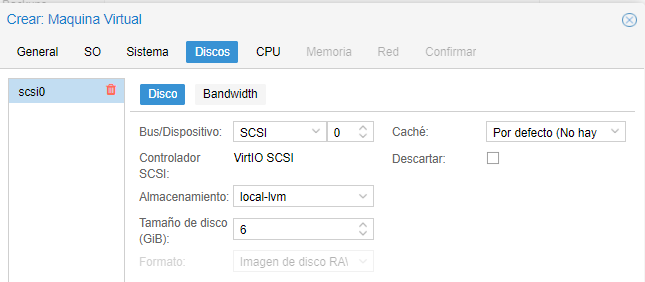 Crear: Maquina Virtual
General SO Sistema Discos CPU Memoria Red Confirmar
scsi0
Disco Bandwidth
Bus/Dispositivo: SCSI 0 Caché: Por defecto (No hay
Controlador SCSI: VirtIO SCSI Descartar:
Almacenamiento: local-lvm
Tamaño de disco (GiB): 6
Formato: Imagen de disco RAW